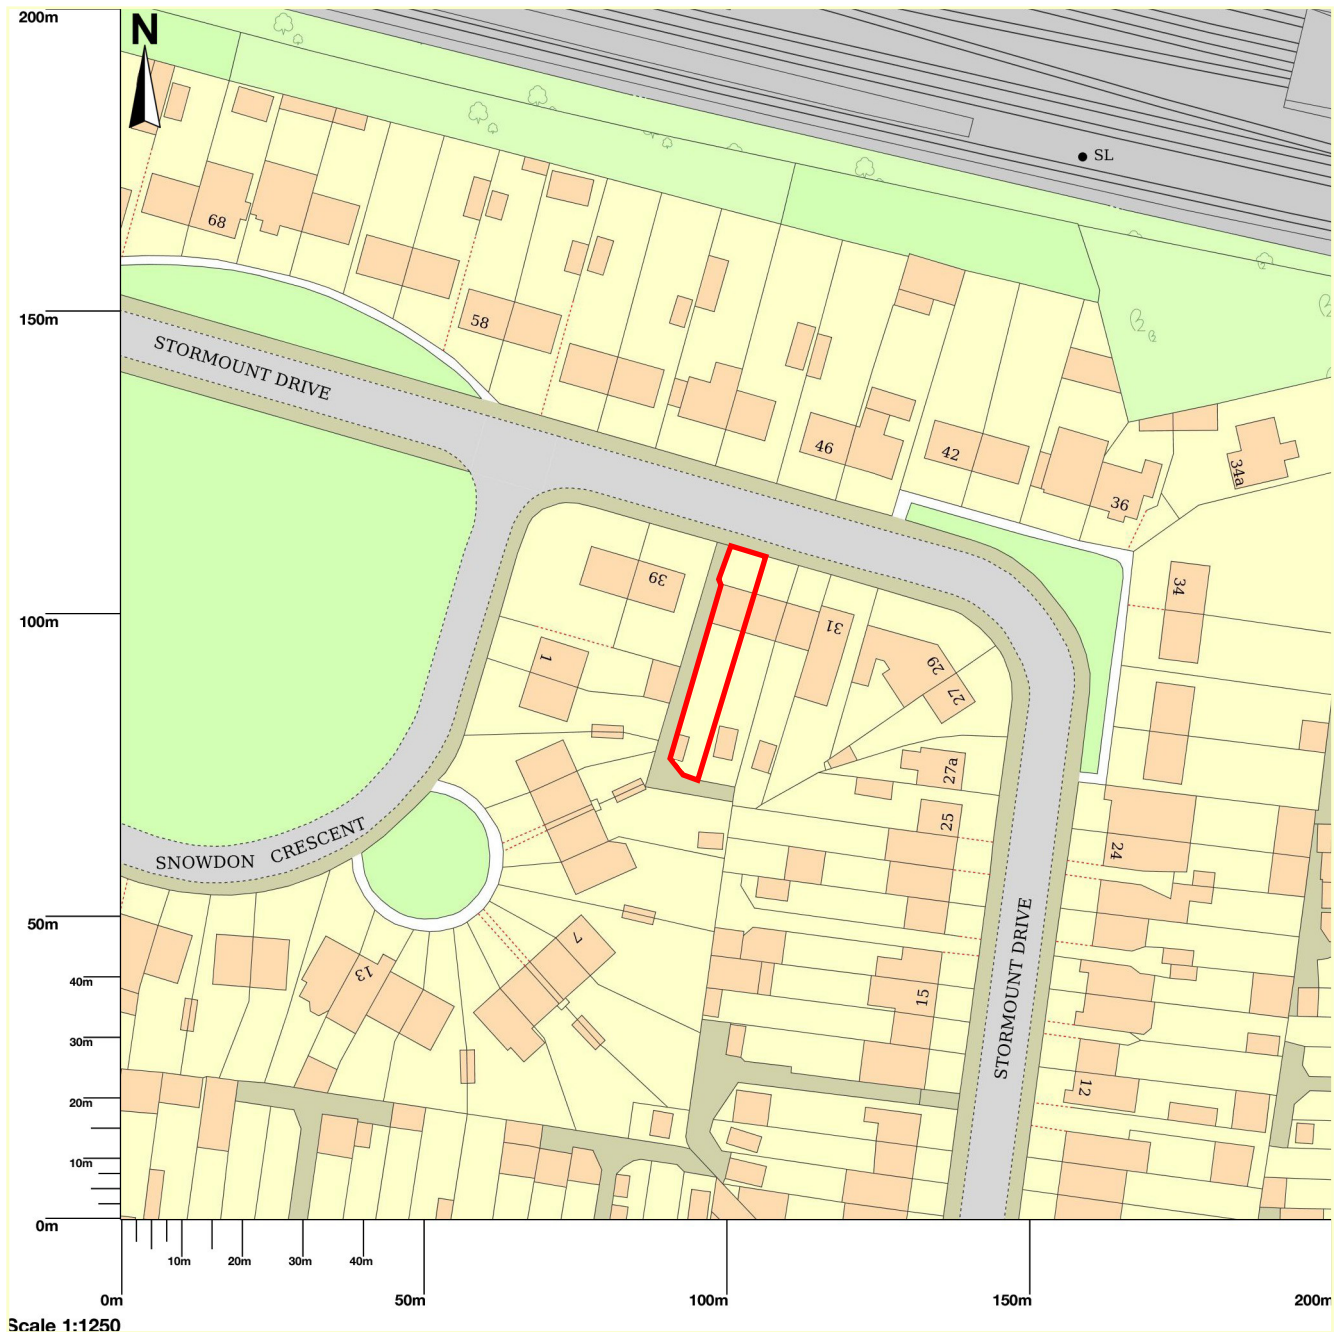 200m
N
SL
68
58
150m
STORMOUNT DRIVE
46
42
36
34a
39
34
100m
31
1
29
27
27a
25
24
SNOWDON CRESCENT
50m
7
13
15
STORMOUNT DRIVE
40m
30m
12
20m
10m
0m
10m
20m
30m
40m
0m
50m
100m
150m
200m
Scale 1:1250